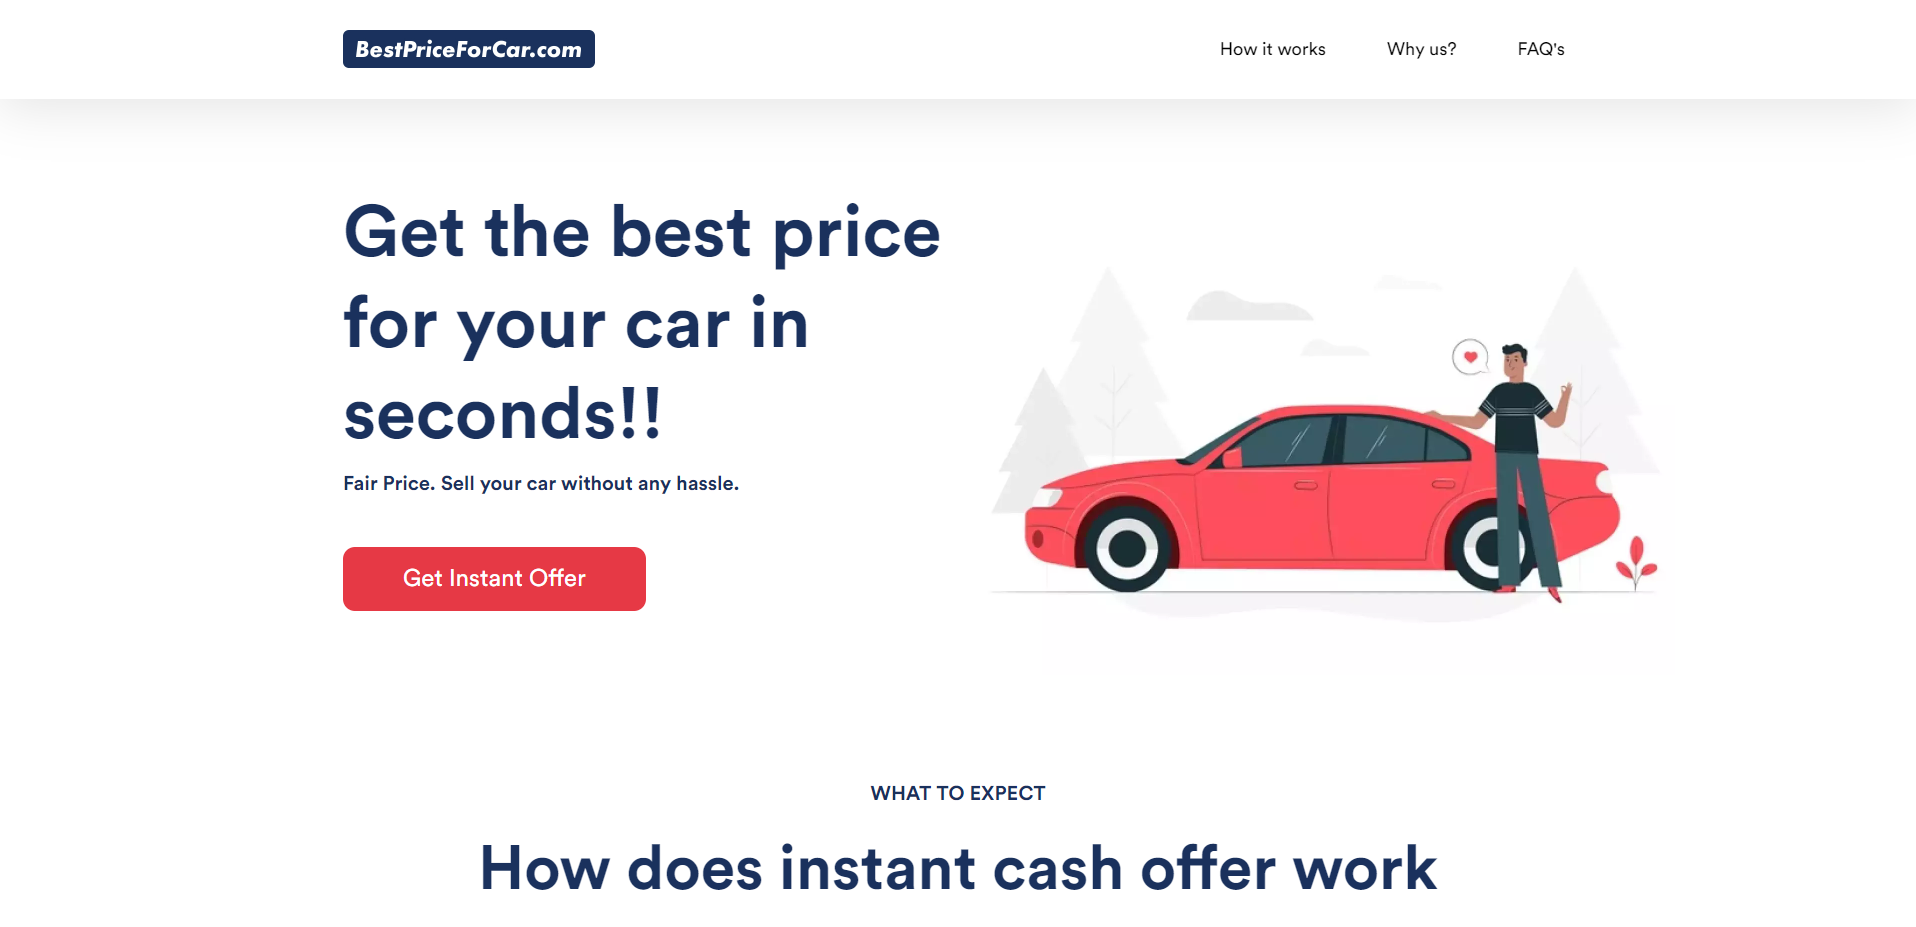 BestPriceForCar.com
How it works
Why us?
FAQ's
Get the best price
for your car in
seconds!!
Fair Price. Sell your car without any hassle.
Get Instant Offer
WHAT TO EXPECT
How does instant cash offer work